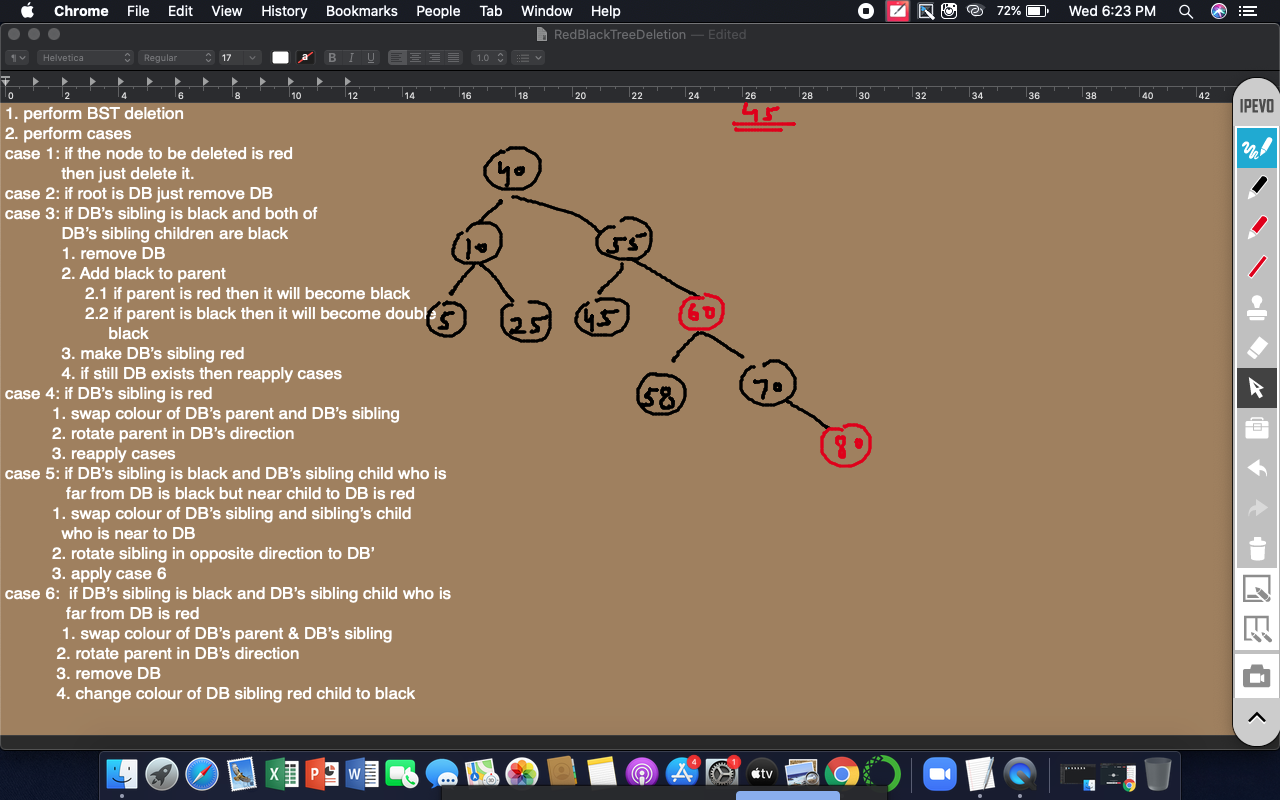 Chrome File Edit View History Bookmarks People Tab Window Help 72% Wed 6:23 PM
RedBlackTreeDeletion — Edited
¶ Helvetica Regular 17 a B I U 1.0
0 2 4 6 8 10 12 14 16 18 20 22 24 26 28 30 32 34 36 38 40 42
IPEVO
45
1. perform BST deletion
2. perform cases
case 1: if the node to be deleted is red
then just delete it.
case 2: if root is DB just remove DB
case 3: if DB's sibling is black and both of
DB's sibling children are black
1. remove DB
2. Add black to parent
2.1 if parent is red then it will become black
2.2 if parent is black then it will become double
black
3. make DB's sibling red
4. if still DB exists then reapply cases
case 4: if DB's sibling is red
1. swap colour of DB's parent and DB's sibling
2. rotate parent in DB's direction
3. reapply cases
case 5: if DB's sibling is black and DB's sibling child who is
far from DB is black but near child to DB is red
1. swap colour of DB's sibling and sibling's child
who is near to DB
2. rotate sibling in opposite direction to DB'
3. apply case 6
case 6: if DB's sibling is black and DB's sibling child who is
far from DB is red
1. swap colour of DB's parent & DB's sibling
2. rotate parent in DB's direction
3. remove DB
4. change colour of DB sibling red child to black
40
10 55
5 25 45 60
58 70
80
4 1
tv